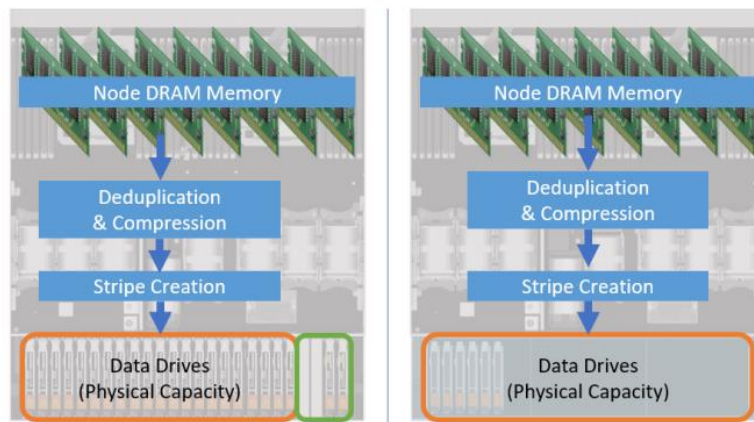 Node DRAM Memory
Deduplication
& Compression
Stripe Creation
Data Drives
(Physical Capacity)
Node DRAM Memory
Deduplication
& Compression
Stripe Creation
Data Drives
(Physical Capacity)